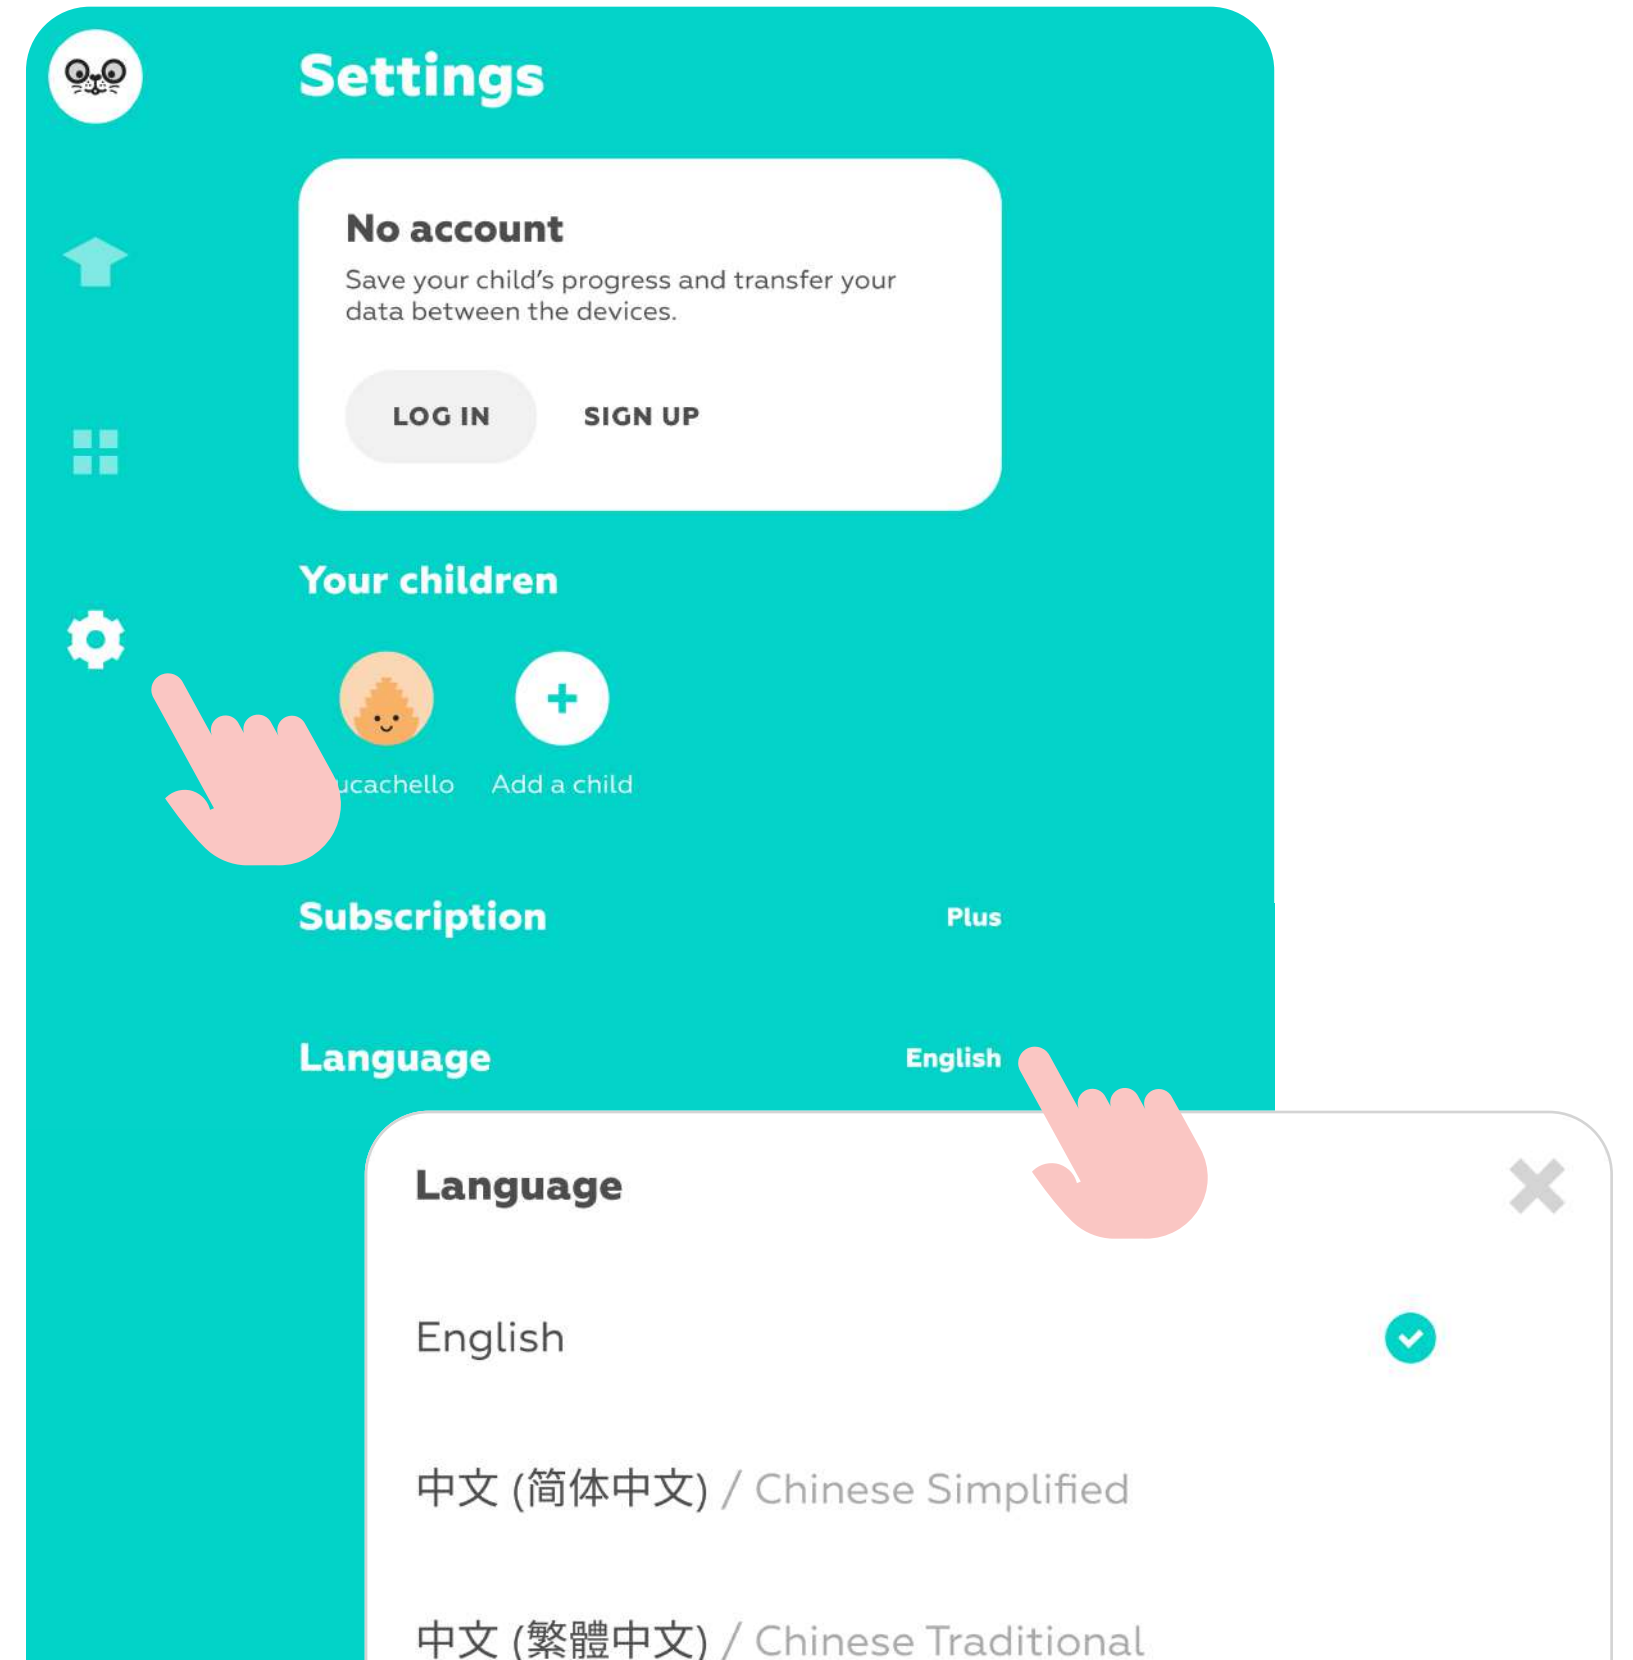 Settings
No account
Save your child's progress and transfer your
data between the devices.
LOG IN SIGN UP
Your children
Add a child
Subscription Plus
Language English
Language
English
中文 (简体中文) / Chinese Simplified
中文 (繁體中文) / Chinese Traditional